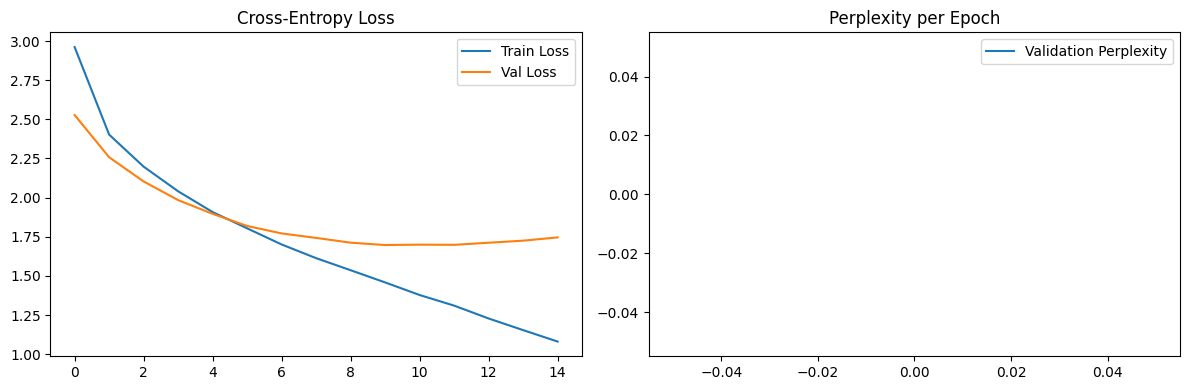 Cross-Entropy Loss
3.00
2.75
2.50
2.25
2.00
1.75
1.50
1.25
1.00
0 2 4 6 8 10 12 14
Train Loss
Val Loss
Perplexity per Epoch
0.04
0.02
0.00
−0.02
−0.04
−0.04 −0.02 0.00 0.02 0.04
Validation Perplexity